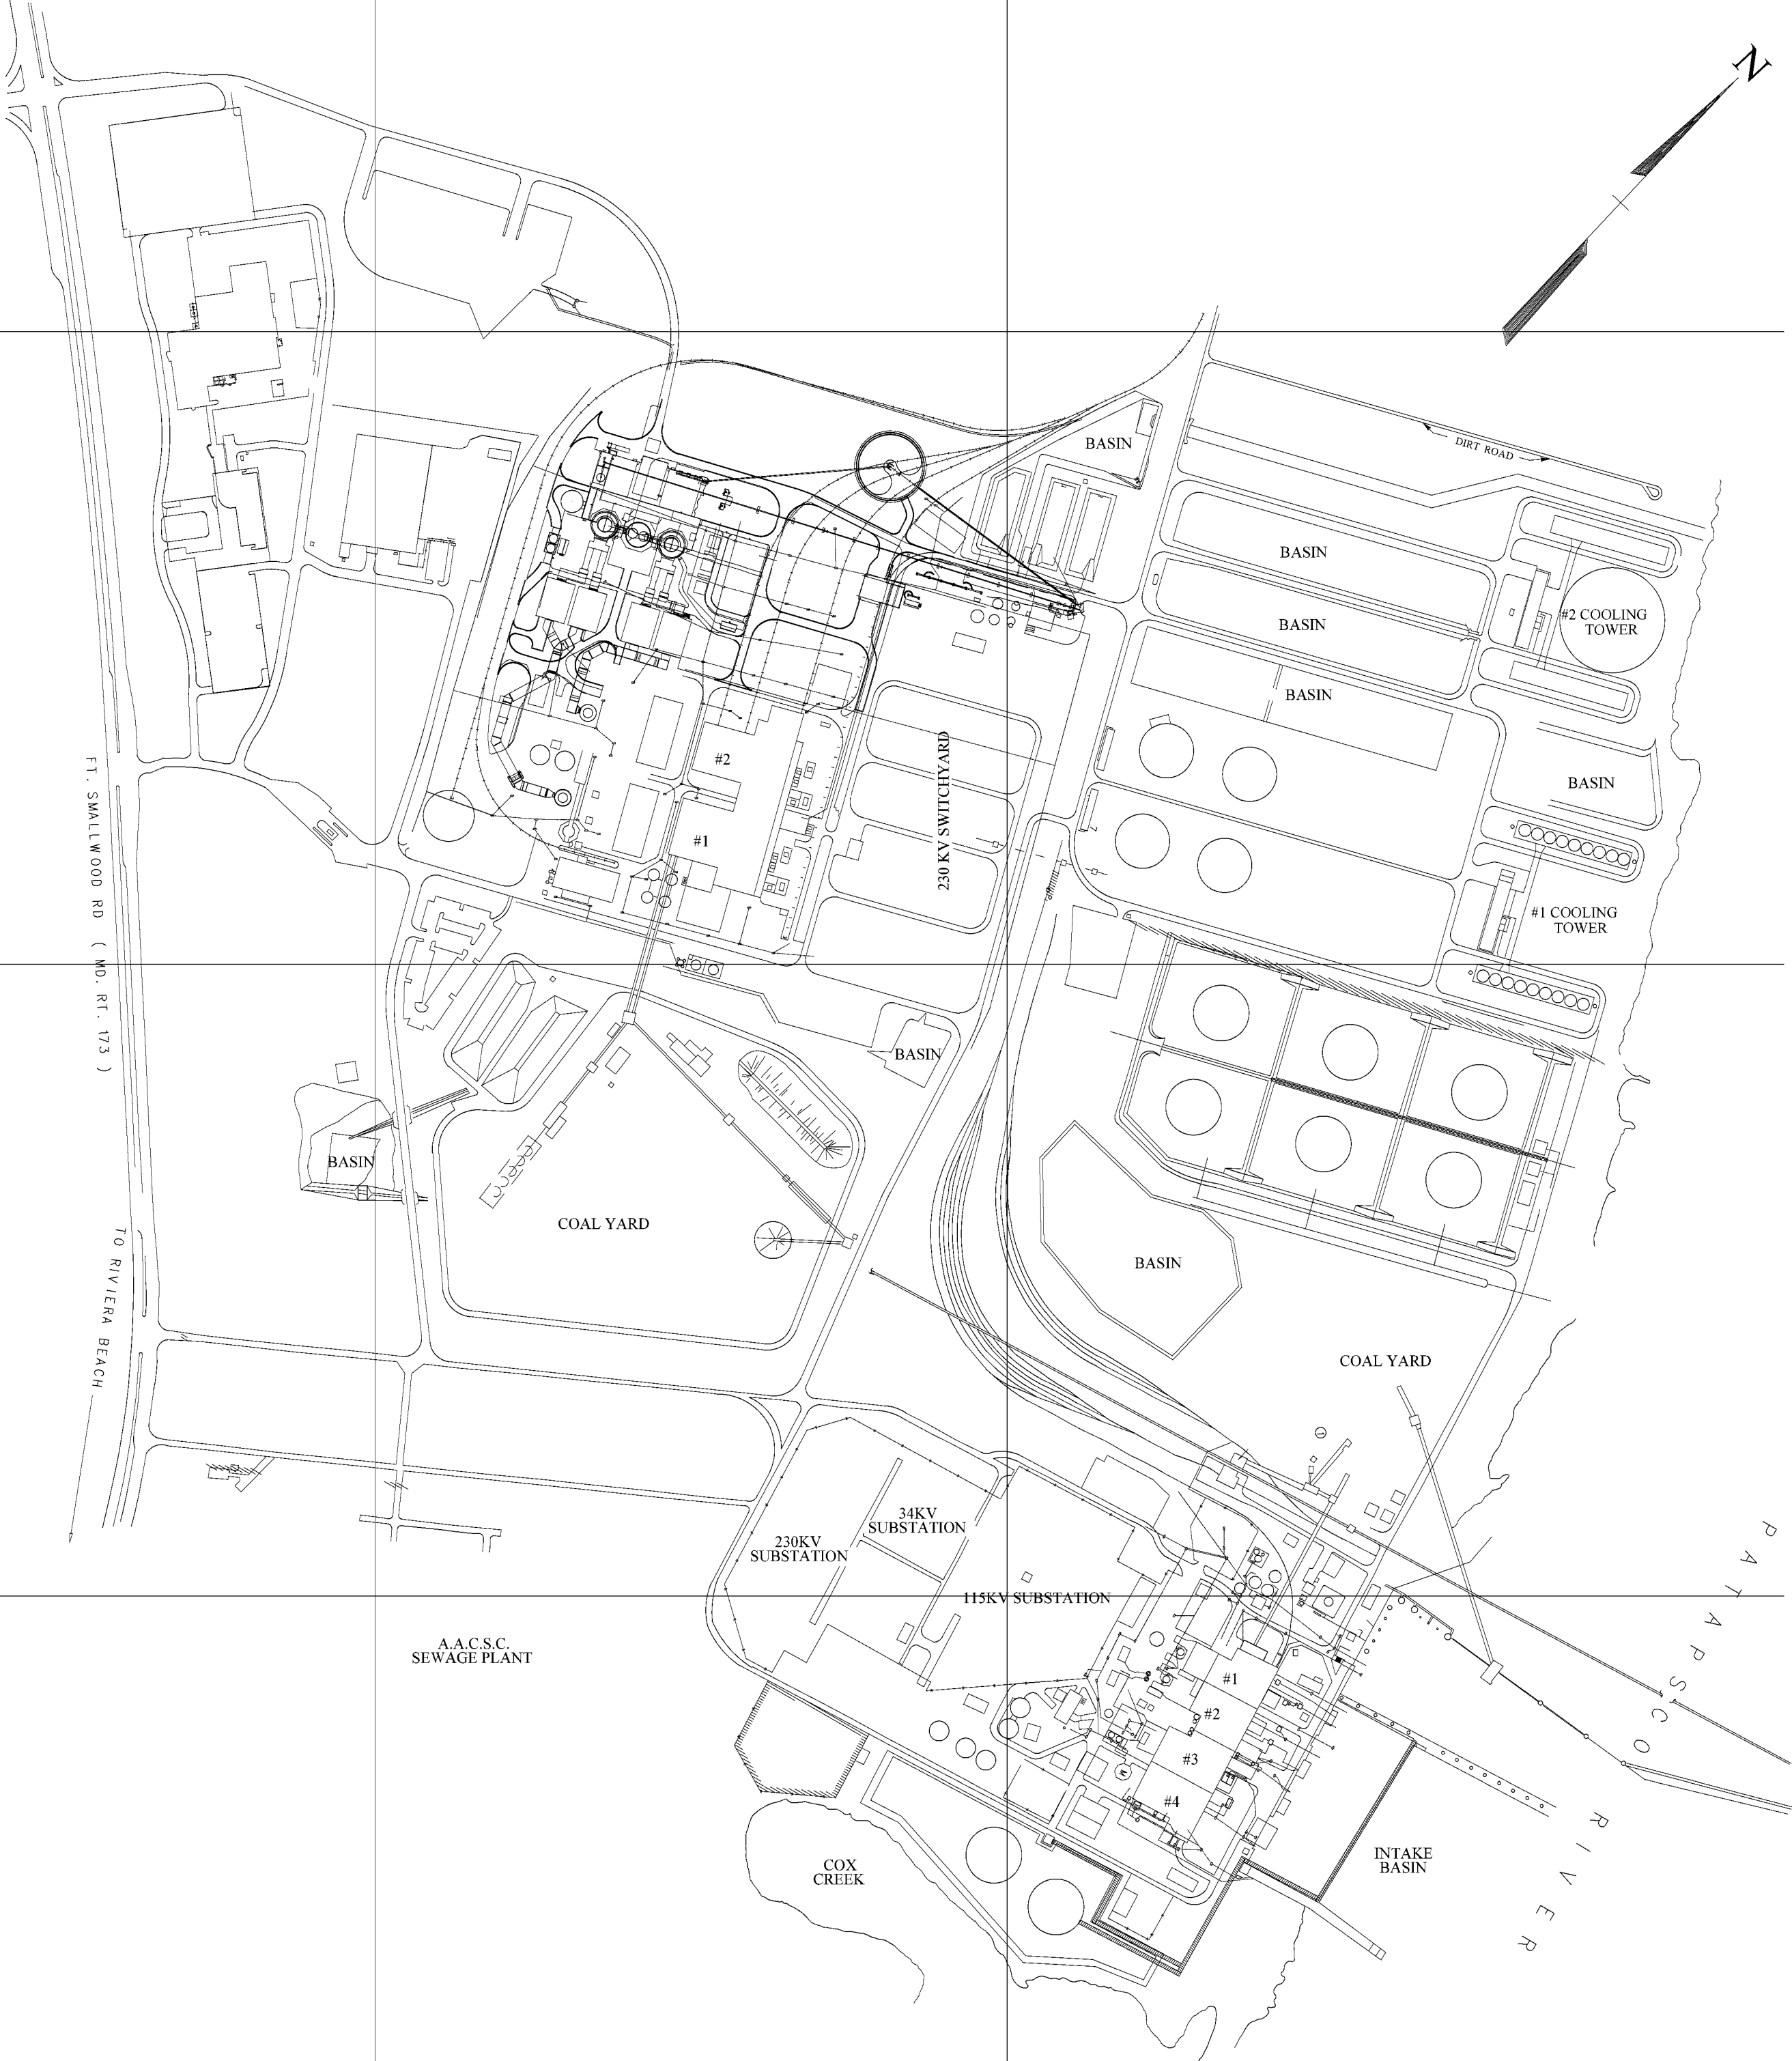 N
BASIN
DIRT ROAD
BASIN
#2 COOLING
TOWER
BASIN
BASIN
#2
230 KV SWITCHYARD
BASIN
#1
FT. SMALLWOOD RD ( MD. RT. 173 )
#1 COOLING
TOWER
BASIN
BASIN
COAL YARD
BASIN
TO RIVIERA BEACH
COAL YARD
1
34KV
SUBSTATION
230KV
SUBSTATION
115KV SUBSTATION
A.A.C.S.C.
SEWAGE PLANT
#1
#2
#3
M
#4
PATAPSCO
RIVER
INTAKE
BASIN
COX
CREEK